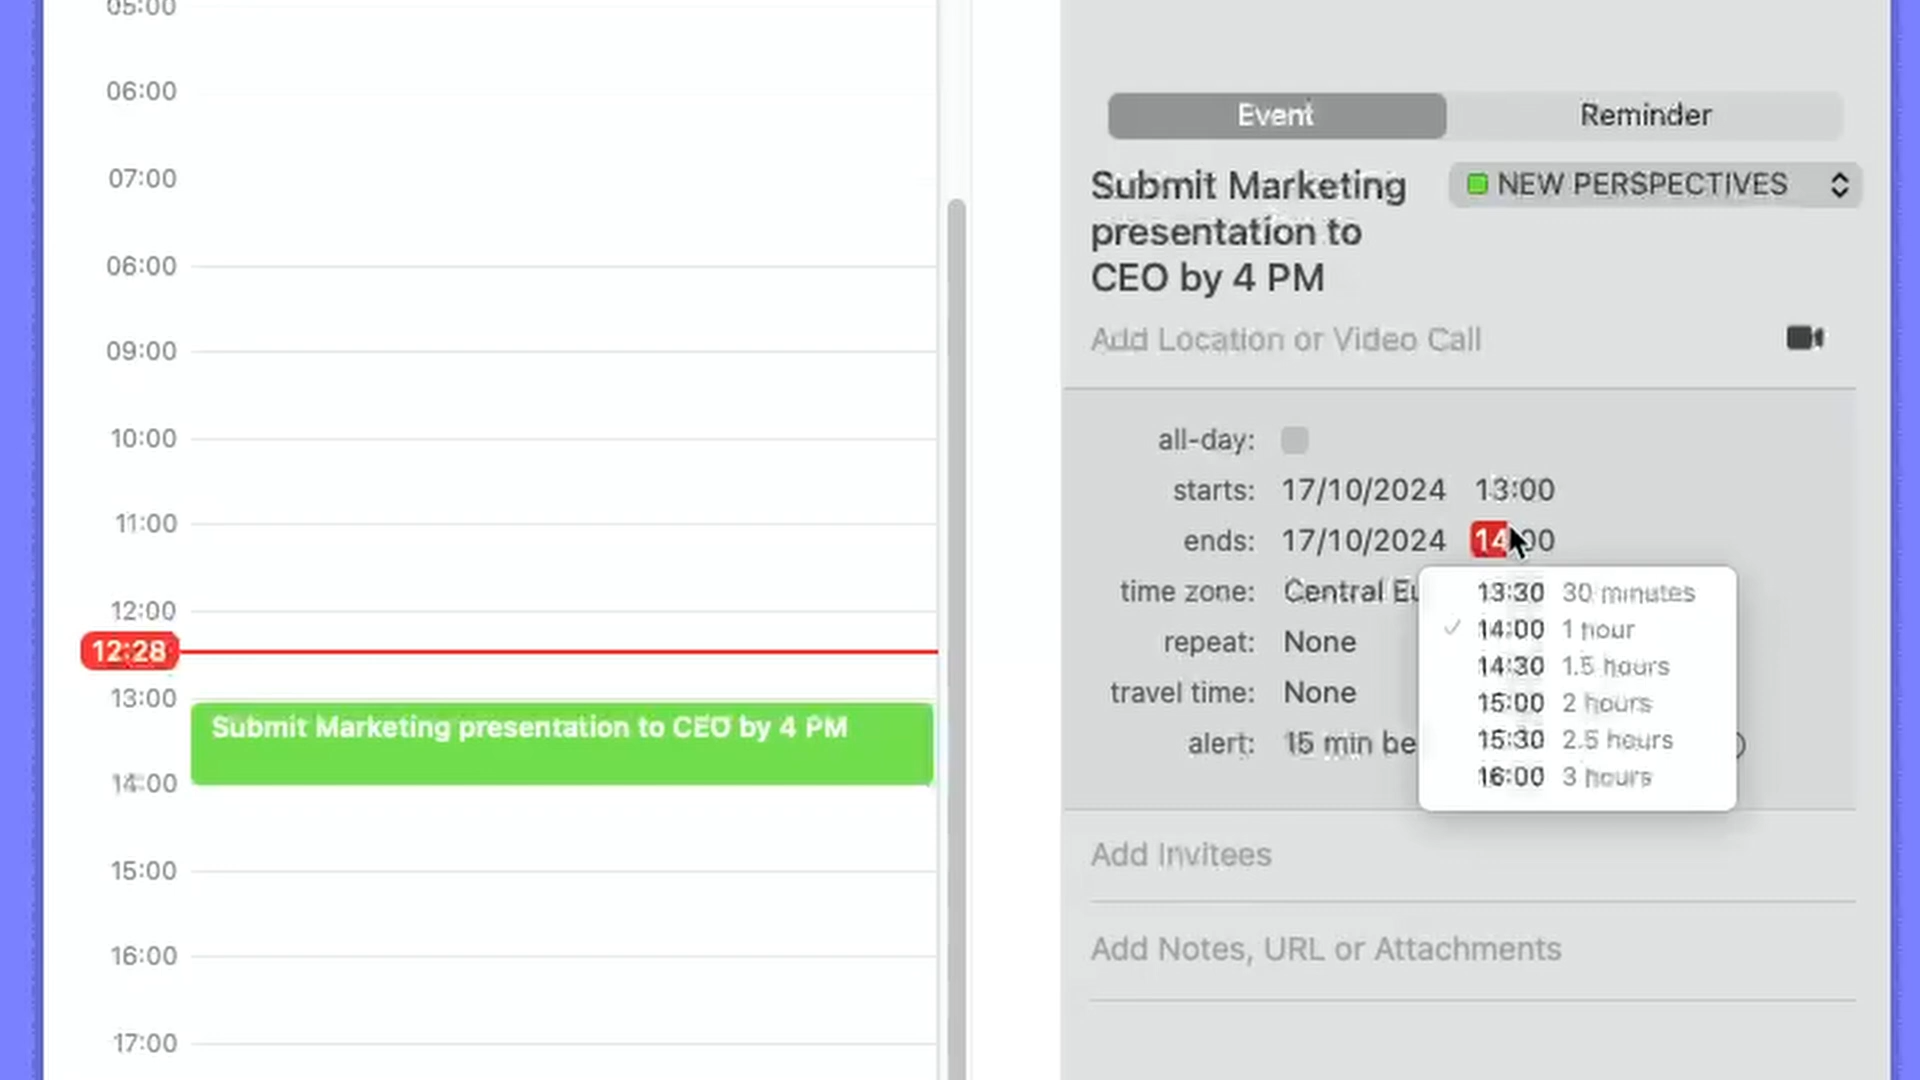 05:00
06:00
07:00
06:00
09:00
10:00
11:00
12:00
12:28
13:00
Submit Marketing presentation to CEO by 4 PM
14:00
15:00
16:00
17:00
Event
Reminder
Submit Marketing
presentation to
CEO by 4 PM
NEW PERSPECTIVES
Add Location or Video Call
all-day:
starts: 17/10/2024 13:00
ends: 17/10/2024 14:00
time zone: Central Eu
repeat: None
travel time: None
alert: 15 min be
13:30 30 minutes
14:00 1 hour
14:30 1.5 hours
15:00 2 hours
15:30 2.5 hours
16:00 3 hours
Add Invitees
Add Notes, URL or Attachments